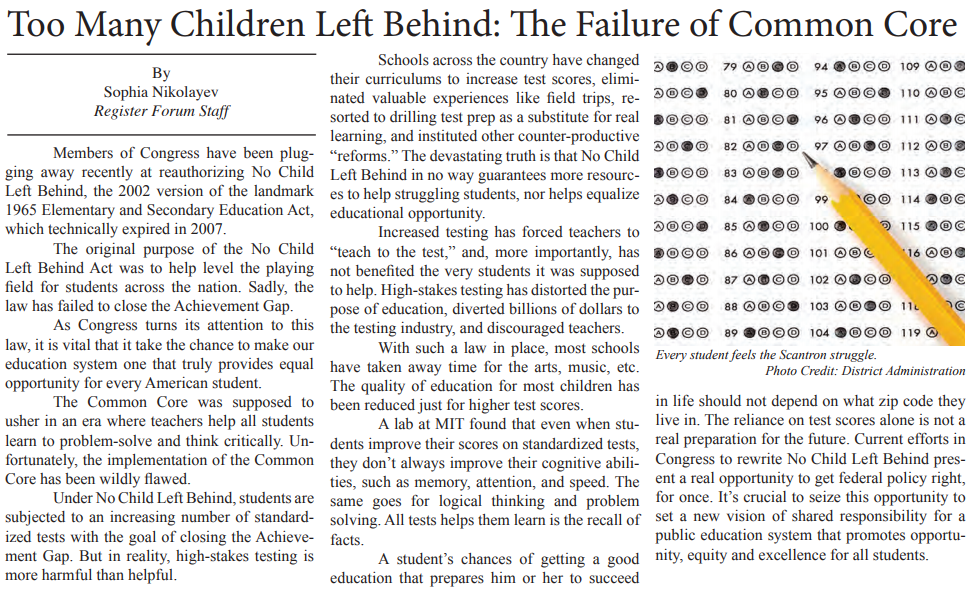 Too Many Children Left Behind: The Failure of Common Core
By
Sophia Nikolayev
Register Forum Staff
Members of Congress have been plug-
ging away recently at reauthorizing No Child
Left Behind, the 2002 version of the landmark
1965 Elementary and Secondary Education Act,
which technically expired in 2007.
The original purpose of the No Child
Left Behind Act was to help level the playing
field for students across the nation. Sadly, the
law has failed to close the Achievement Gap.
As Congress turns its attention to this
law, it is vital that it take the chance to make our
education system one that truly provides equal
opportunity for every American student.
The Common Core was supposed to
usher in an era where teachers help all students
learn to problem-solve and think critically. Un-
fortunately, the implementation of the Common
Core has been wildly flawed.
Under No Child Left Behind, students are
subjected to an increasing number of standard-
ized tests with the goal of closing the Achieve-
ment Gap. But in reality, high-stakes testing is
more harmful than helpful.
Schools across the country have changed
their curriculums to increase test scores, elimi-
nated valuable experiences like field trips, re-
sorted to drilling test prep as a substitute for real
learning, and instituted other counter-productive
“reforms.” The devastating truth is that No Child
Left Behind in no way guarantees more resourc-
es to help struggling students, nor helps equalize
educational opportunity.
Increased testing has forced teachers to
“teach to the test,” and, more importantly, has
not benefited the very students it was supposed
to help. High-stakes testing has distorted the pur-
pose of education, diverted billions of dollars to
the testing industry, and discouraged teachers.
With such a law in place, most schools
have taken away time for the arts, music, etc.
The quality of education for most children has
been reduced just for higher test scores.
A lab at MIT found that even when stu-
dents improve their scores on standardized tests,
they don’t always improve their cognitive abili-
ties, such as memory, attention, and speed. The
same goes for logical thinking and problem
solving. All tests helps them learn is the recall of
facts.
A student’s chances of getting a good
education that prepares him or her to succeed
79 94 109
80 95 110
81 96 111
82 97 112
83 113
84 99 114
85 100 115
86 101 116
87 102
88 103
89 104 119
Every student feels the Scantron struggle.
Photo Credit: District Administration
in life should not depend on what zip code they
live in. The reliance on test scores alone is not a
real preparation for the future. Current efforts in
Congress to rewrite No Child Left Behind pres-
ent a real opportunity to get federal policy right,
for once. It’s crucial to seize this opportunity to
set a new vision of shared responsibility for a
public education system that promotes opportu-
nity, equity and excellence for all students.